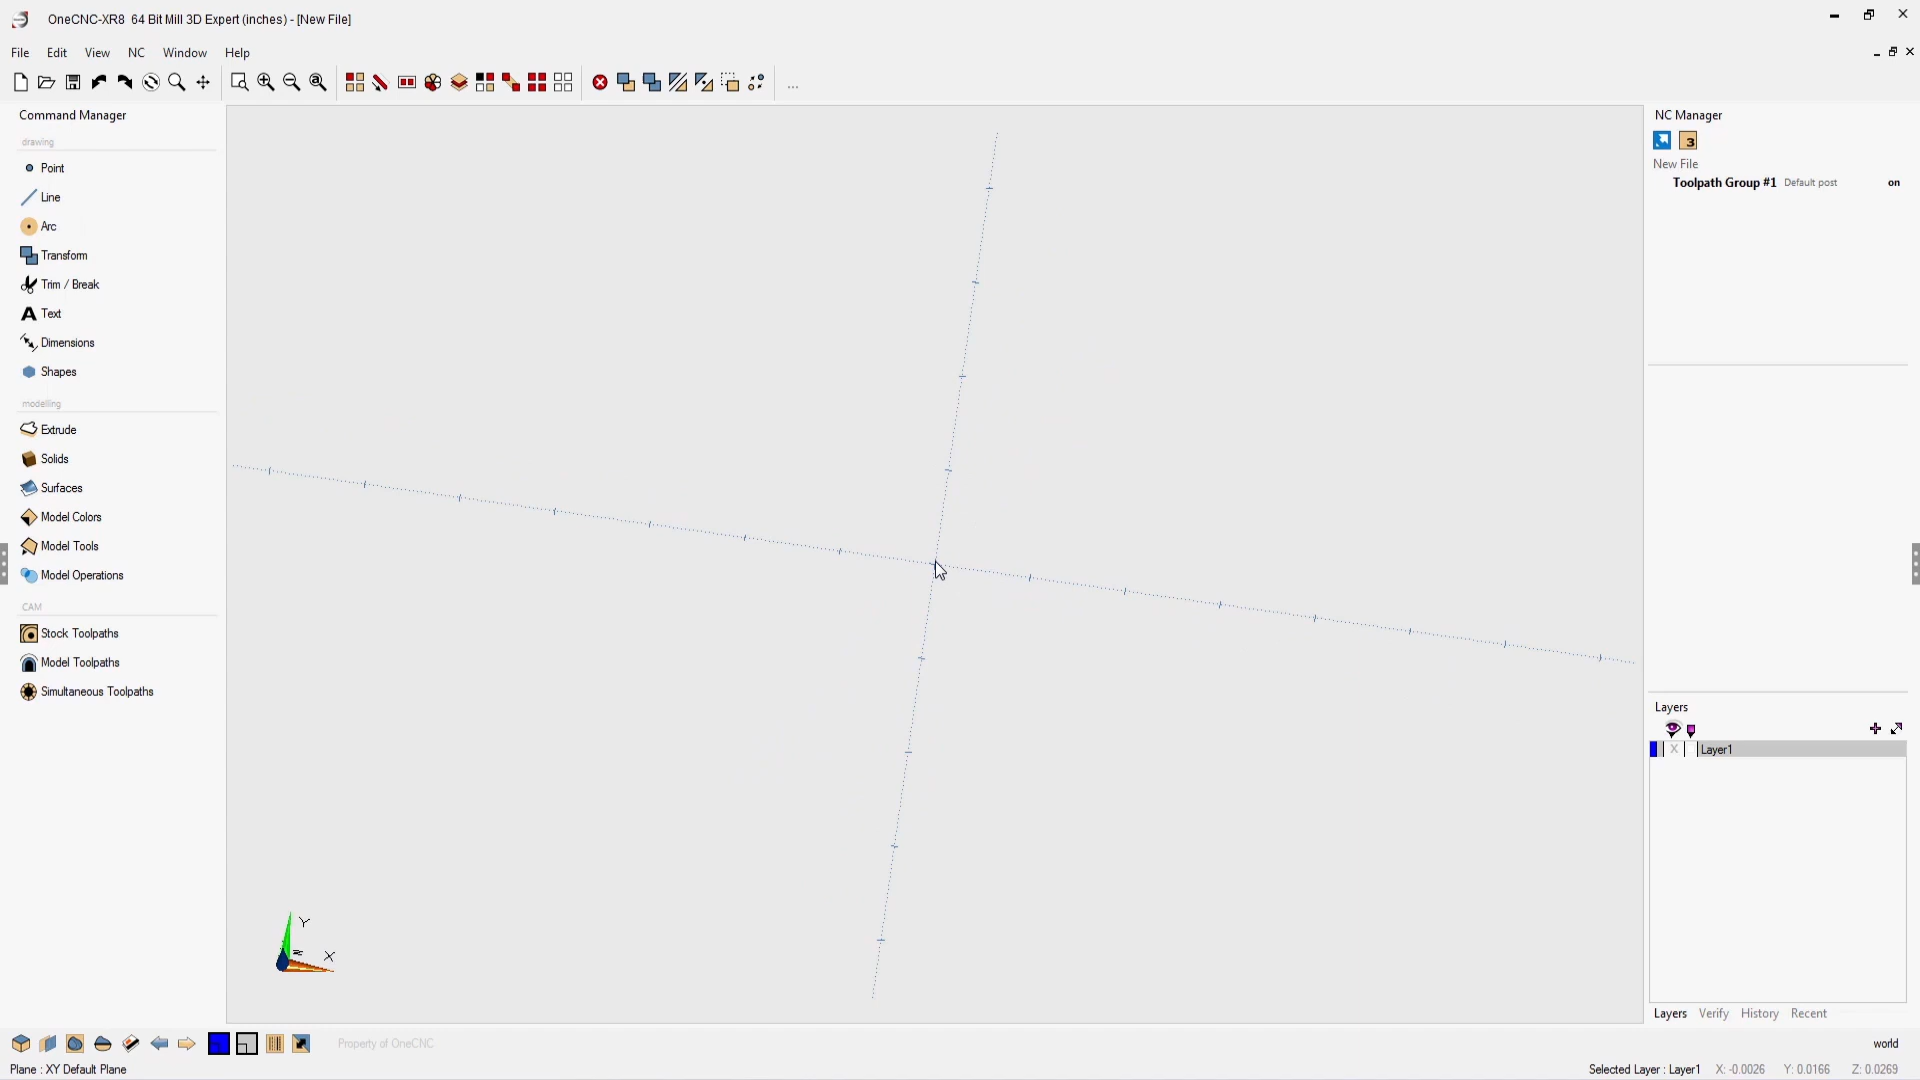 OneCNC-XR8  64 Bit Mill 3D Expert (inches) - [New File]
File Edit View NC Window Help
...
Command Manager
drawing
Point
Line
Arc
Transform
Trim / Break
A Text
Dimensions
Shapes
modelling
Extrude
Solids
Surfaces
Model Colors
Model Tools
Model Operations
CAM
Stock Toolpaths
Model Toolpaths
Simultaneous Toolpaths
Y
X
NC Manager
3
New File
Toolpath Group #1 Default post on
Layers
X Layer1
Layers Verify History Recent
Property of OneCNC
world
Plane : XY Default Plane
Selected Layer : Layer1 X: -0.0026 Y: 0.0166 Z: 0.0269